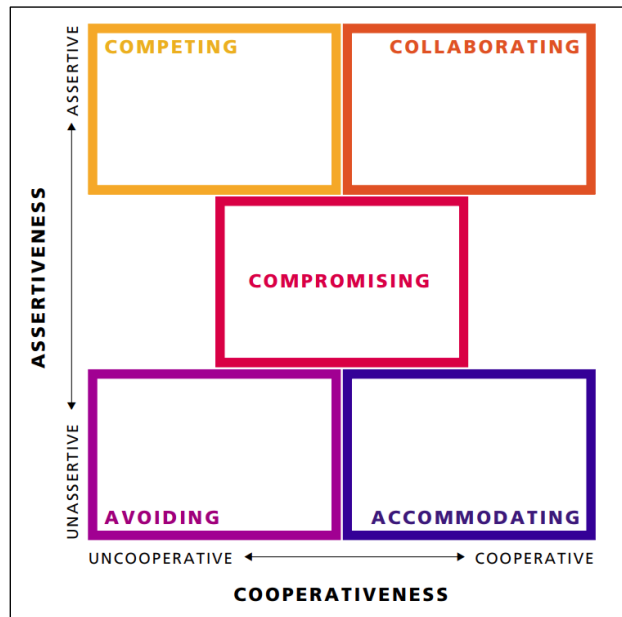 COMPETING
COLLABORATING
ASSERTIVE
ASSERTIVENESS
COMPROMISING
UNASSERTIVE
AVOIDING
ACCOMMODATING
UNCOOPERATIVE
COOPERATIVE
COOPERATIVENESS